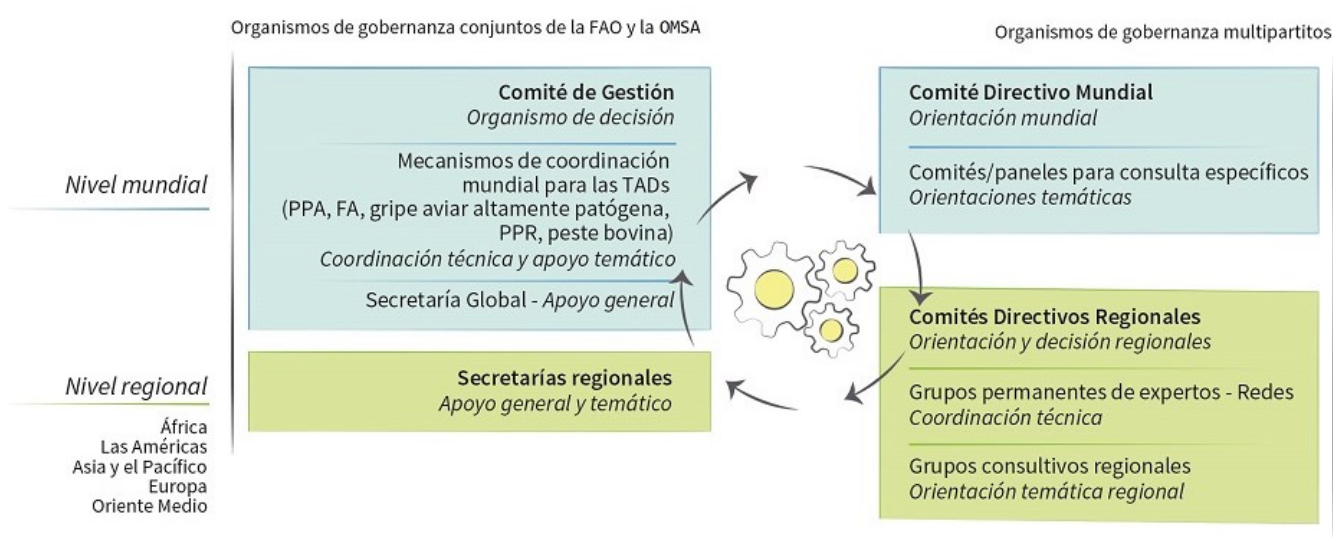 Organismos de gobernanza conjuntos de la FAO y la OMSA
Organismos de gobernanza multipartitos
Nivel mundial
Comité de Gestión
Organismo de decisión
Mecanismos de coordinación
mundial para las TADs
(PPA, FA, gripe aviar altamente patógena,
PPR, peste bovina)
Coordinación técnica y apoyo temático
Secretaría Global - Apoyo general
Comité Directivo Mundial
Orientación mundial
Comités/paneles para consulta específicos
Orientaciones temáticas
Nivel regional
África
Las Américas
Asia y el Pacífico
Europa
Oriente Medio
Secretarías regionales
Apoyo general y temático
Comités Directivos Regionales
Orientación y decisión regionales
Grupos permanentes de expertos - Redes
Coordinación técnica
Grupos consultivos regionales
Orientación temática regional